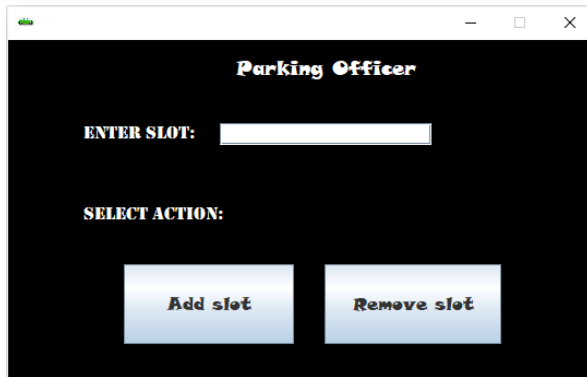 Parking Officer
ENTER SLOT:
SELECT ACTION:
Add slot
Remove slot